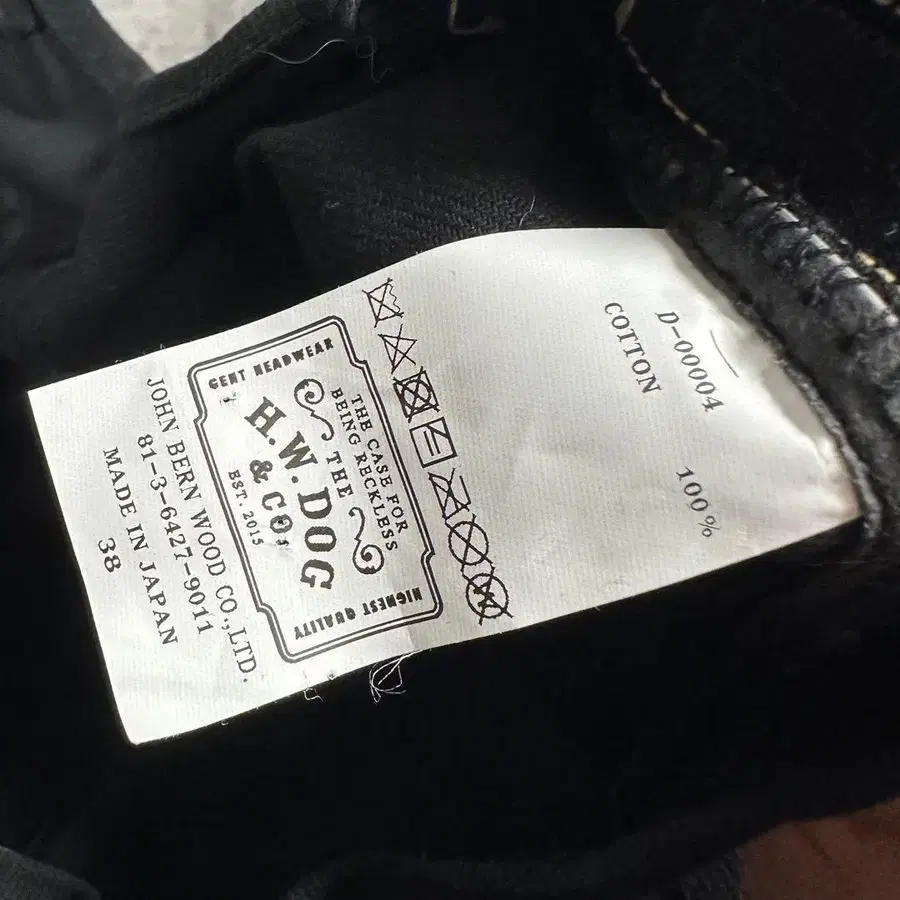 D-00004
COTTON 100%
GENT HEADWEAR
THE CASE FOR
BEING RECKLESS
THE
H.W.DOG
& CO.
EST.2015
HIGHEST QUALITY
JOHN BERN WOOD CO.,LTD.
81-3-6427-9011
MADE IN JAPAN
38